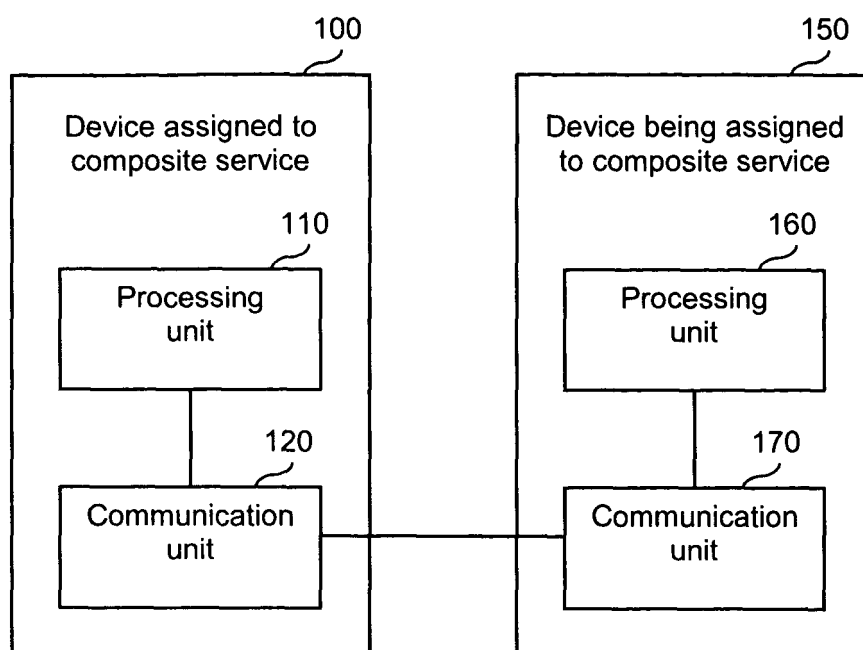 100
150
Device assigned to
composite service
Device being assigned
to composite service
110
160
Processing
unit
Processing
unit
120
170
Communication
unit
Communication
unit